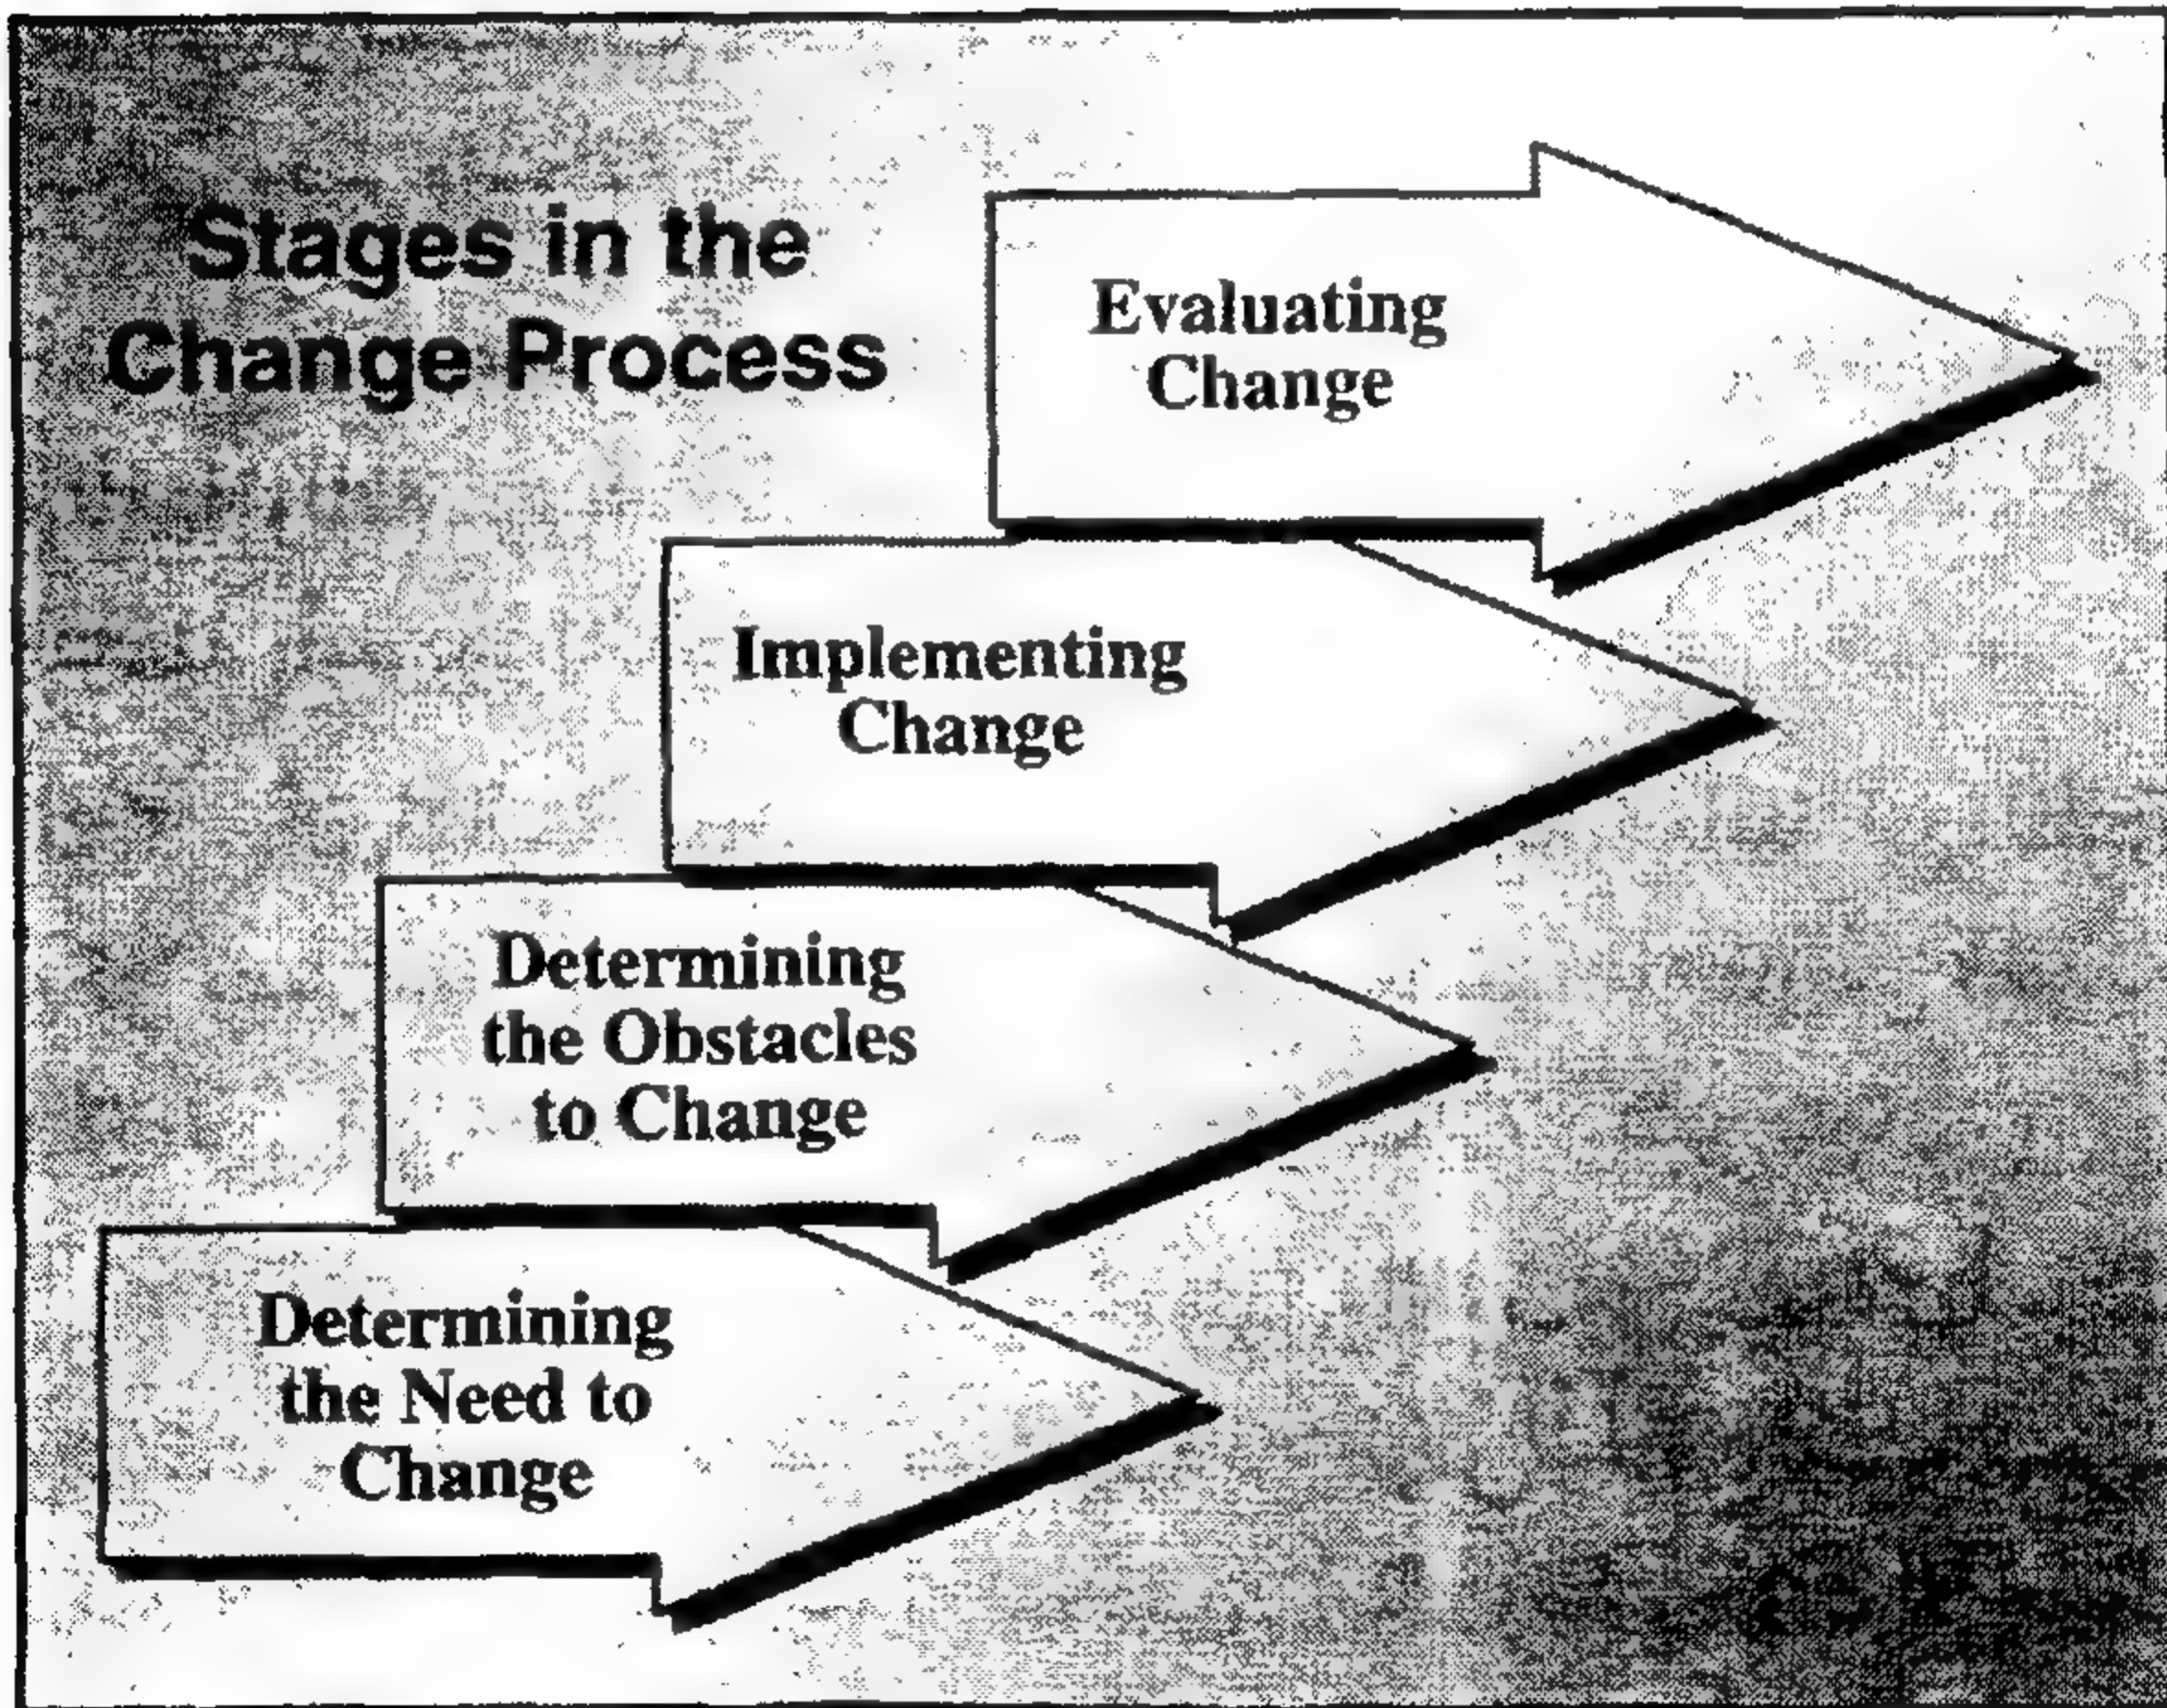 Stages in the
Change Process
Evaluating
Change
Implementing
Change
Determining
the Obstacles
to Change
Determining
the Need to
Change